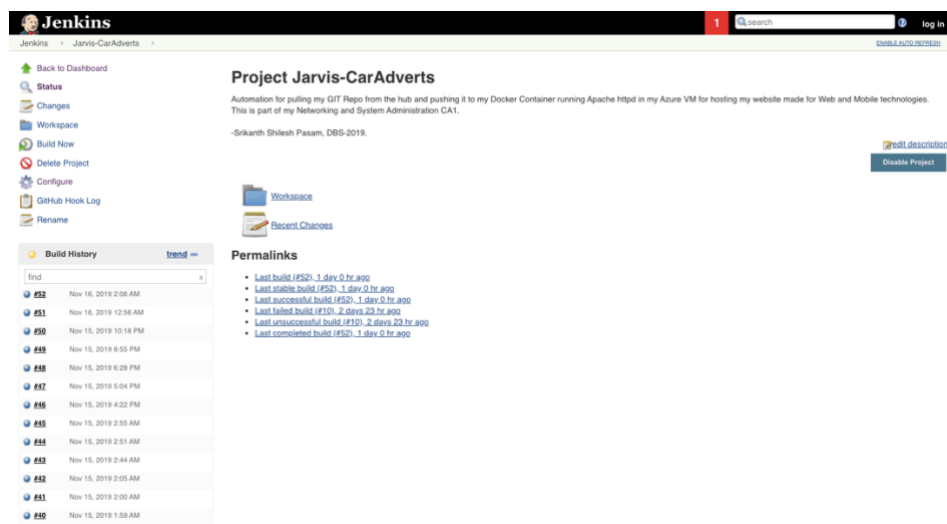 Jenkins
1
search
log in
Jenkins
Jarvis-CarAdverts
ENABLE AUTO REFRESH
Back to Dashboard
Status
Changes
Workspace
Build Now
Delete Project
Configure
GitHub Hook Log
Rename
Project Jarvis-CarAdverts
Automation for pulling my GIT Repo from the hub and pushing it to my Docker Container running Apache httpd in my Azure VM for hosting my website made for Web and Mobile technologies.
This is part of my Networking and System Administration CA1.
-Srikanth Shilesh Pasam, DBS-2019.
edit description
Disable Project
Workspace
Recent Changes
Permalinks
Last build (#52), 1 day 0 hr ago
Last stable build (#52), 1 day 0 hr ago
Last successful build (#52), 1 day 0 hr ago
Last failed build (#10), 2 days 23 hr ago
Last unsuccessful build (#10), 2 days 23 hr ago
Last completed build (#52), 1 day 0 hr ago
Build History
trend
find
x
#52 Nov 16, 2019 2:06 AM
#51 Nov 16, 2019 12:56 AM
#50 Nov 15, 2019 10:18 PM
#49 Nov 15, 2019 8:55 PM
#48 Nov 15, 2019 6:28 PM
#47 Nov 15, 2019 5:04 PM
#46 Nov 15, 2019 4:22 PM
#45 Nov 15, 2019 2:55 AM
#44 Nov 15, 2019 2:51 AM
#43 Nov 15, 2019 2:44 AM
#42 Nov 15, 2019 2:05 AM
#41 Nov 15, 2019 2:00 AM
#40 Nov 15, 2019 1:59 AM